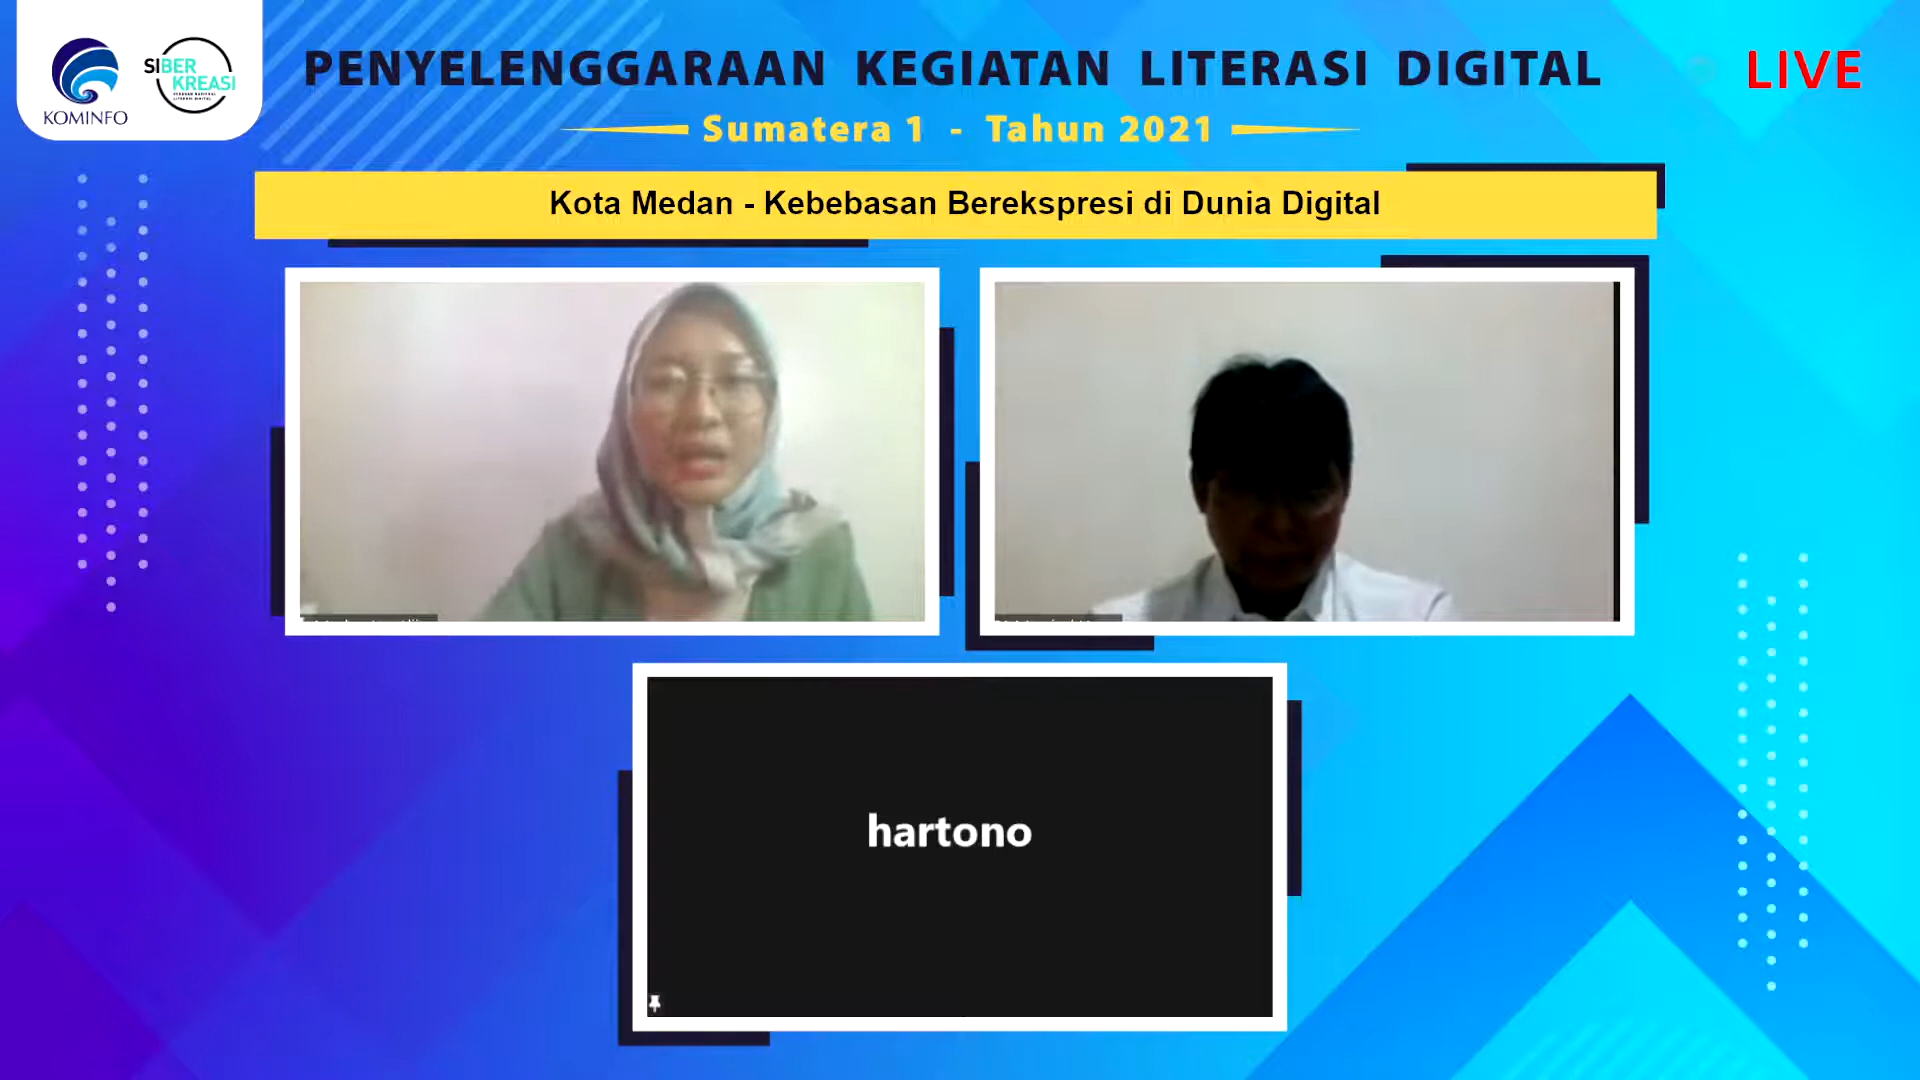 KOMINFO
SIBER
KREASI
PENYELENGGARAAN KEGIATAN LITERASI DIGITAL
LIVE
Sumatera 1 - Tahun 2021
Kota Medan - Kebebasan Berekspresi di Dunia Digital
hartono